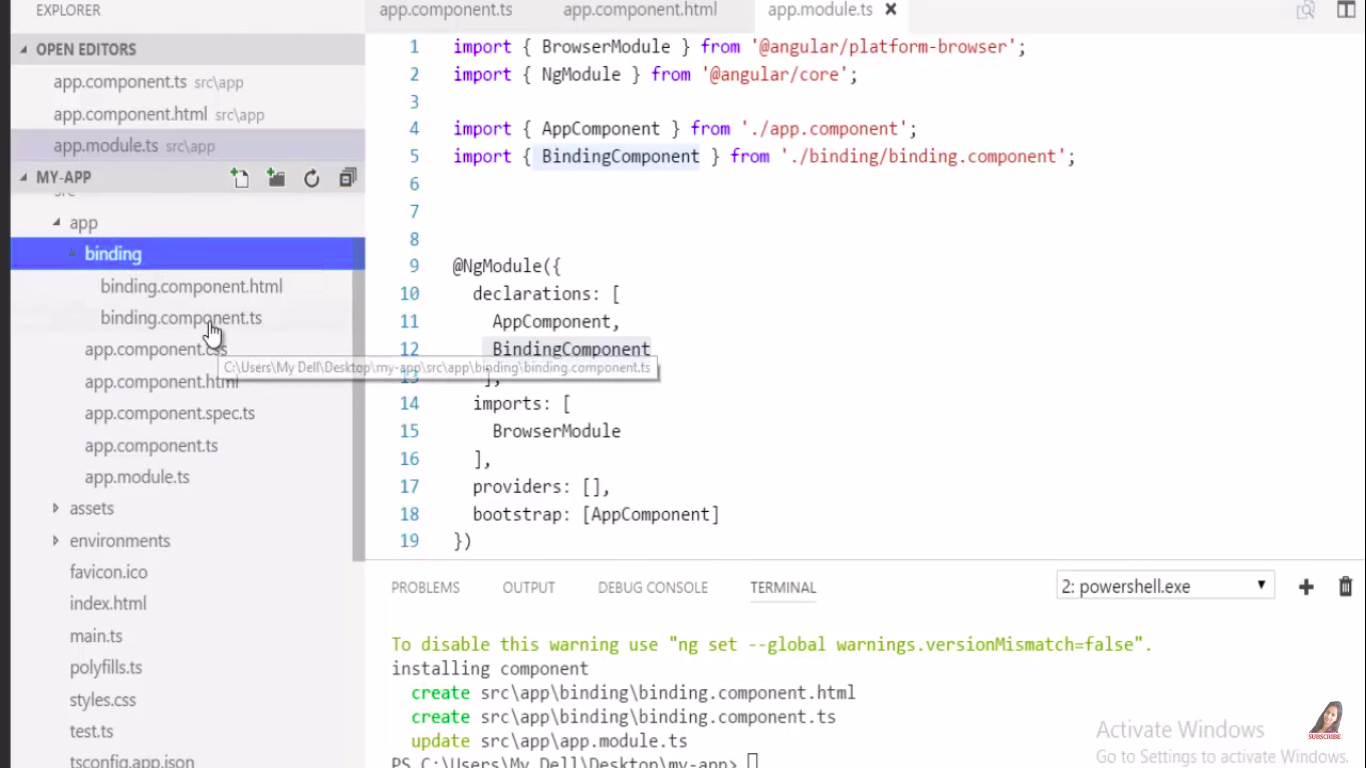 EXPLORER
OPEN EDITORS
app.component.ts src\app
app.component.html src\app
app.module.ts src\app
MY-APP
src
app
binding
binding.component.html
binding.component.ts
app.component.css
app.component.html
app.component.spec.ts
app.component.ts
app.module.ts
assets
environments
favicon.ico
index.html
main.ts
polyfills.ts
styles.css
test.ts
tsconfig.app.json
C:\Users\My Dell\Desktop\my-app\src\app\binding\binding.component.ts
app.component.ts app.component.html app.module.ts ×
1 import { BrowserModule } from '@angular/platform-browser';
2 import { NgModule } from '@angular/core';
3
4 import { AppComponent } from './app.component';
5 import { BindingComponent } from './binding/binding.component';
6
7
8
9 @NgModule({
10 declarations: [
11 AppComponent,
12 BindingComponent
13 ],
14 imports: [
15 BrowserModule
16 ],
17 providers: [],
18 bootstrap: [AppComponent]
19 })
PROBLEMS OUTPUT DEBUG CONSOLE TERMINAL 2: powershell.exe
To disable this warning use "ng set --global warnings.versionMismatch=false".
installing component
create src\app\binding\binding.component.html
create src\app\binding\binding.component.ts
update src\app\app.module.ts
PS C:\Users\My Dell\Desktop\my-app>
Activate Windows
Go to Settings to activate Windows.
SUBSCRIBE